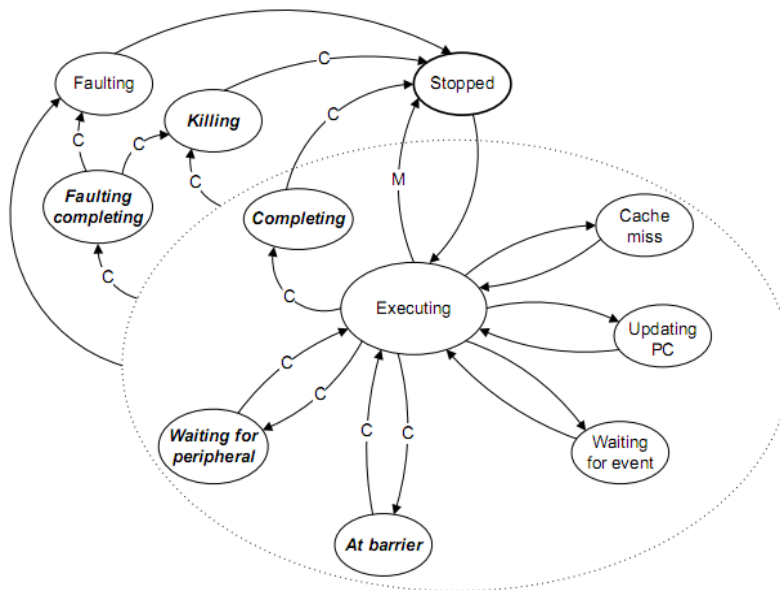 Faulting
C
Stopped
Killing
C
C
C
M
C
Faulting
completing
Completing
Cache
miss
C
C
Executing
Updating
PC
C
C
C
C
Waiting for
peripheral
Waiting
for event
At barrier